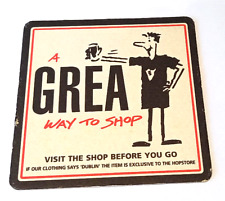 A
GREA
WAY TO SHOP
VISIT THE SHOP BEFORE YOU GO
IF OUR CLOTHING SAYS 'DUBLIN' THE ITEM IS EXCLUSIVE TO THE HOPSTORE